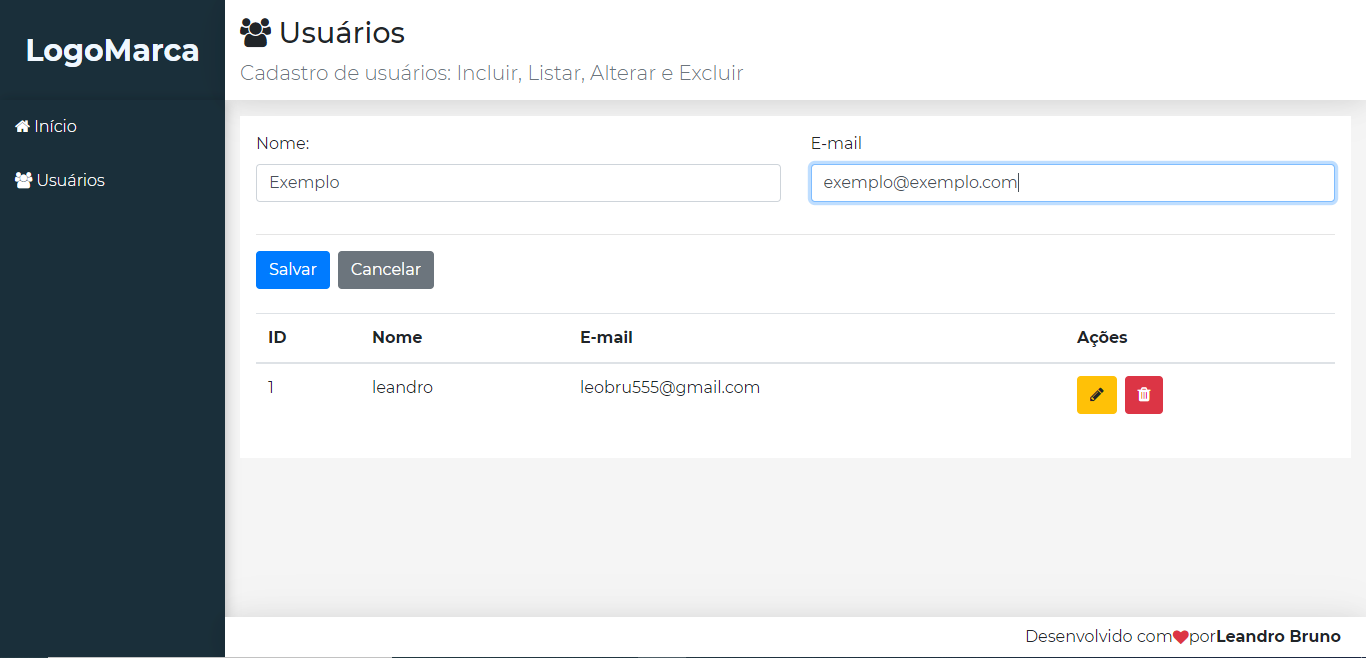 LogoMarca
Início
Usuários
Usuários
Cadastro de usuários: Incluir, Listar, Alterar e Excluir
Nome:
E-mail
Exemplo
exemplo@exemplo.com
Salvar
Cancelar
ID Nome E-mail Ações
1 leandro leobru555@gmail.com
Desenvolvido com por Leandro Bruno